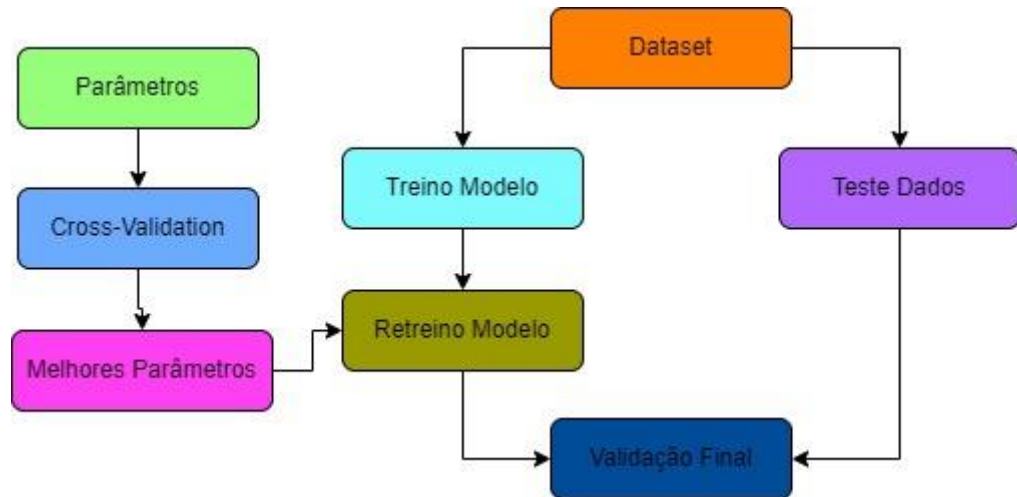 Dataset
Parâmetros
Treino Modelo
Teste Dados
Cross-Validation
Retreino Modelo
Melhores Parâmetros
Validação Final